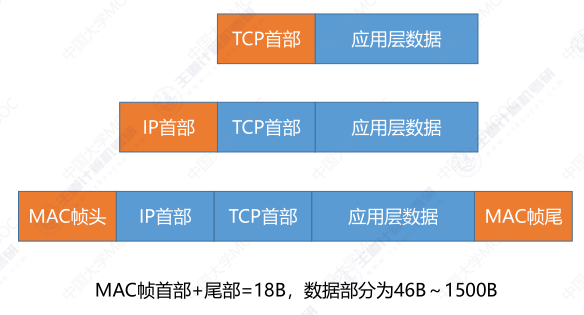 TCP首部 应用层数据
IP首部 TCP首部 应用层数据
MAC帧头 IP首部 TCP首部 应用层数据 MAC帧尾
MAC帧首部+尾部=18B，数据部分为46B～1500B